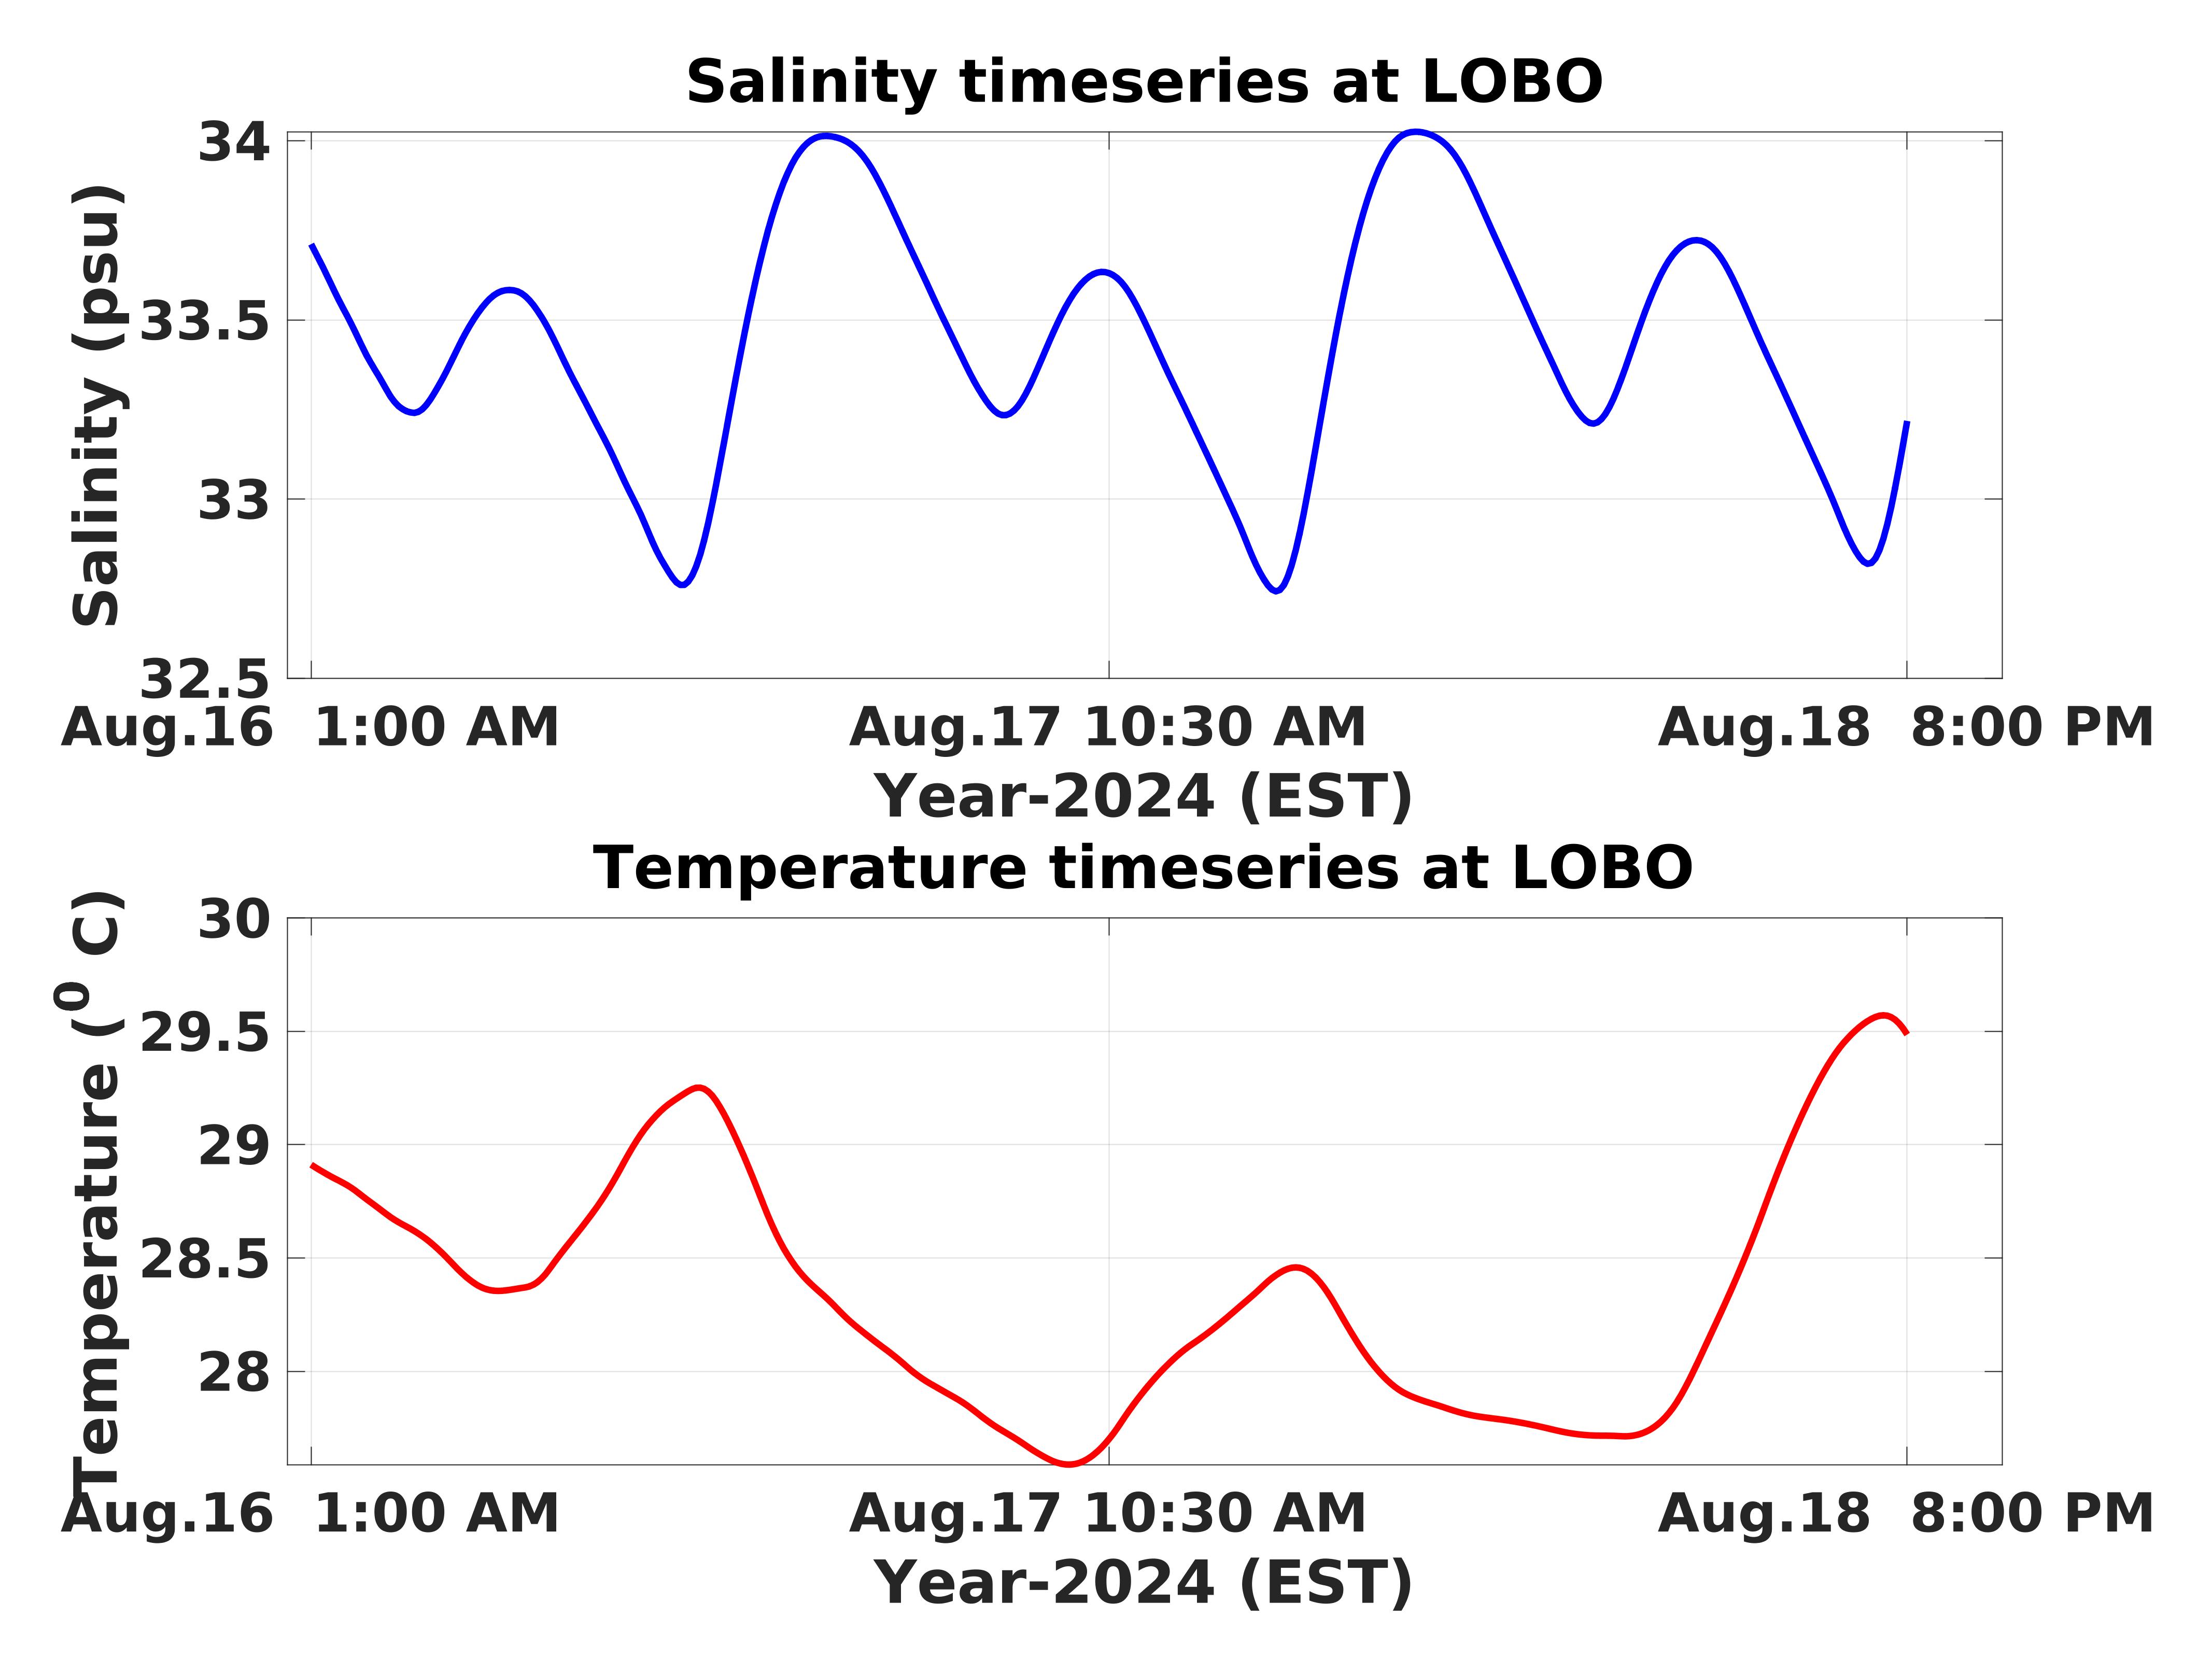 Salinity timeseries at LOBO
Salinity (psu)
34
33.5
33
32.5
Aug.16  1:00 AM
Aug.17 10:30 AM
Aug.18  8:00 PM
Year-2024 (EST)
Temperature timeseries at LOBO
Temperature (⁰ C)
30
29.5
29
28.5
28
Aug.16  1:00 AM
Aug.17 10:30 AM
Aug.18  8:00 PM
Year-2024 (EST)